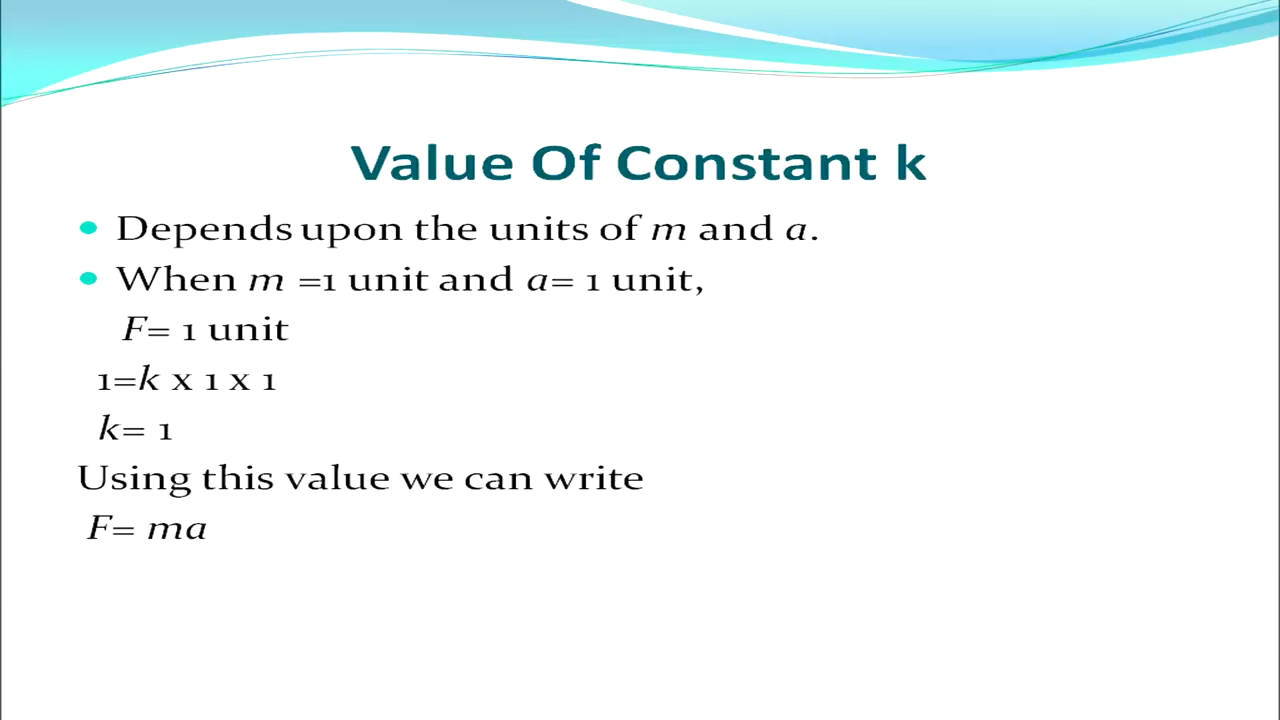 Value Of Constant k
Depends upon the units of m and a.
When m =1 unit and a= 1 unit,
F= 1 unit
1=k x 1 x 1
k= 1
Using this value we can write
F= ma